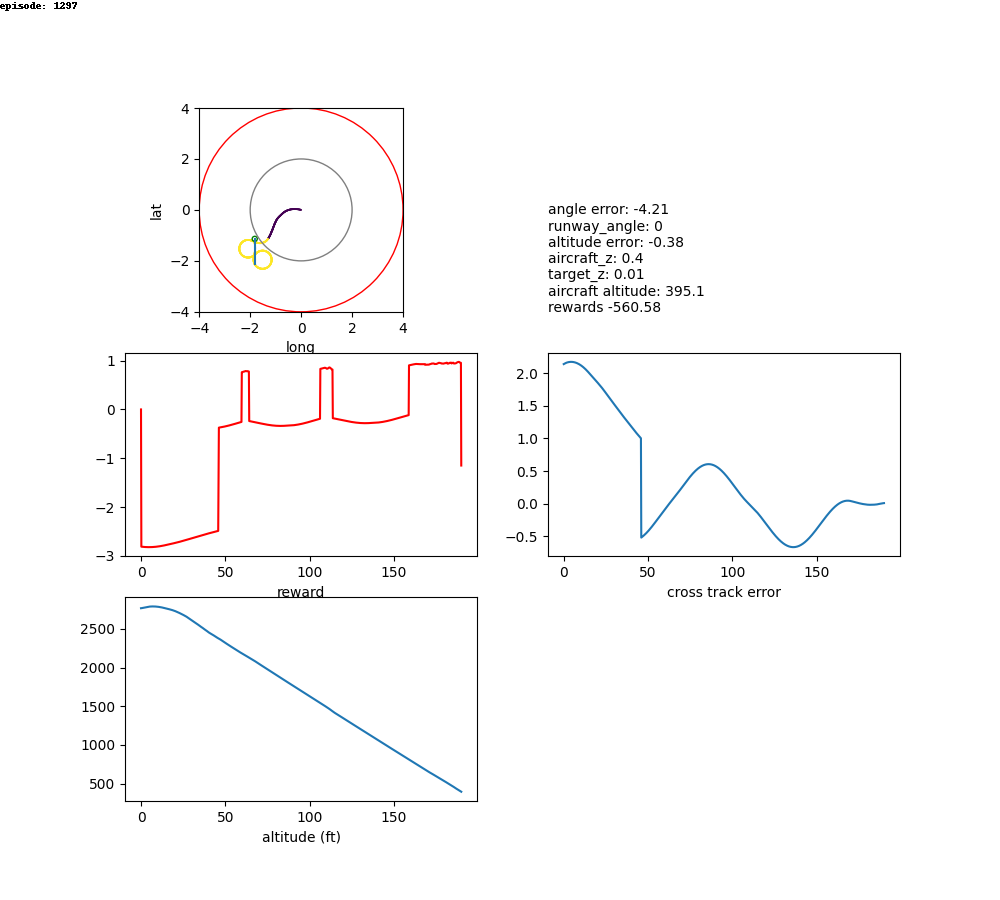 episode: 1297
4
2
0
−2
−4
lat
−4
−2
0
2
4
long
angle error: -4.21
runway_angle: 0
altitude error: -0.38
aircraft_z: 0.4
target_z: 0.01
aircraft altitude: 395.1
rewards -560.58
1
0
−1
−2
−3
0
50
100
150
reward
2.0
1.5
1.0
0.5
0.0
−0.5
0
50
100
150
cross track error
2500
2000
1500
1000
500
0
50
100
150
altitude (ft)